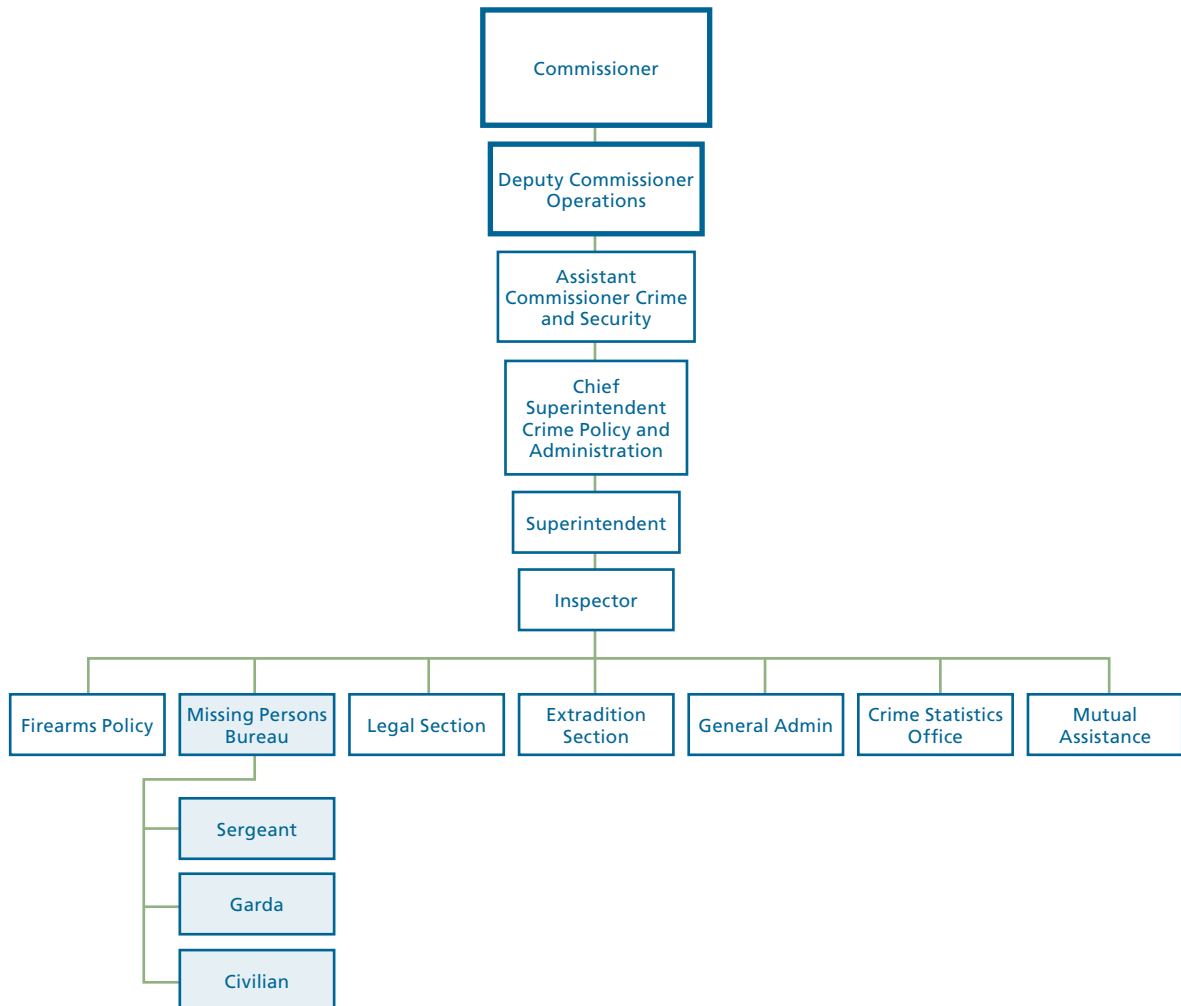 Commissioner
Deputy Commissioner
Operations
Assistant
Commissioner Crime
and Security
Chief
Superintendent
Crime Policy and
Administration
Superintendent
Inspector
Firearms Policy
Missing Persons
Bureau
Legal Section
Extradition
Section
General Admin
Crime Statistics
Office
Mutual
Assistance
Sergeant
Garda
Civilian